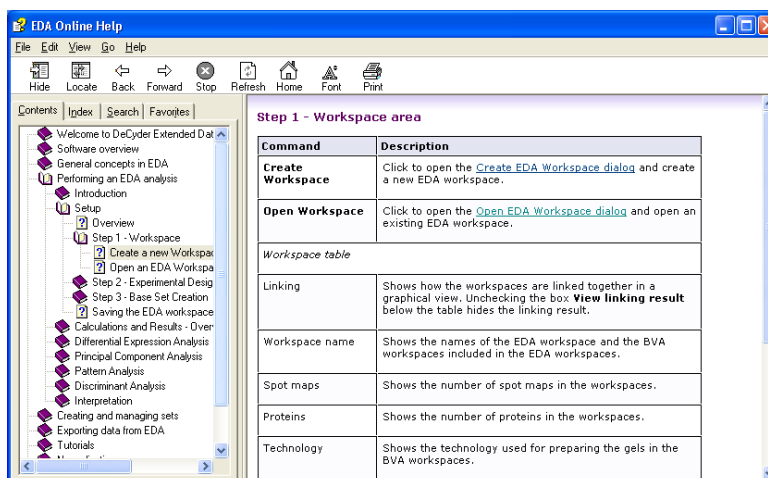 EDA Online Help
File Edit View Go Help
Hide Locate Back Forward Stop Refresh Home Font Print
Contents Index Search Favorites
Welcome to DeCyder Extended Dat
Software overview
General concepts in EDA
Performing an EDA analysis
Introduction
Setup
Overview
Step 1 - Workspace
Create a new Workspac
Open an EDA Workspa
Step 2 - Experimental Desig
Step 3 - Base Set Creation
Saving the EDA workspace
Calculations and Results - Over
Differential Expression Analysis
Principal Component Analysis
Pattern Analysis
Discriminant Analysis
Interpretation
Creating and managing sets
Exporting data from EDA
Tutorials
Step 1 - Workspace area
Command Description
Create Workspace Click to open the Create EDA Workspace dialog and create
a new EDA workspace.
Open Workspace Click to open the Open EDA Workspace dialog and open an
existing EDA workspace.
Workspace table
Linking Shows how the workspaces are linked together in a
graphical view. Unchecking the box View linking result
below the table hides the linking result.
Workspace name Shows the names of the EDA workspace and the BVA
workspaces included in the EDA workspaces.
Spot maps Shows the number of spot maps in the workspaces.
Proteins Shows the number of proteins in the workspaces.
Technology Shows the technology used for preparing the gels in the
BVA workspaces.